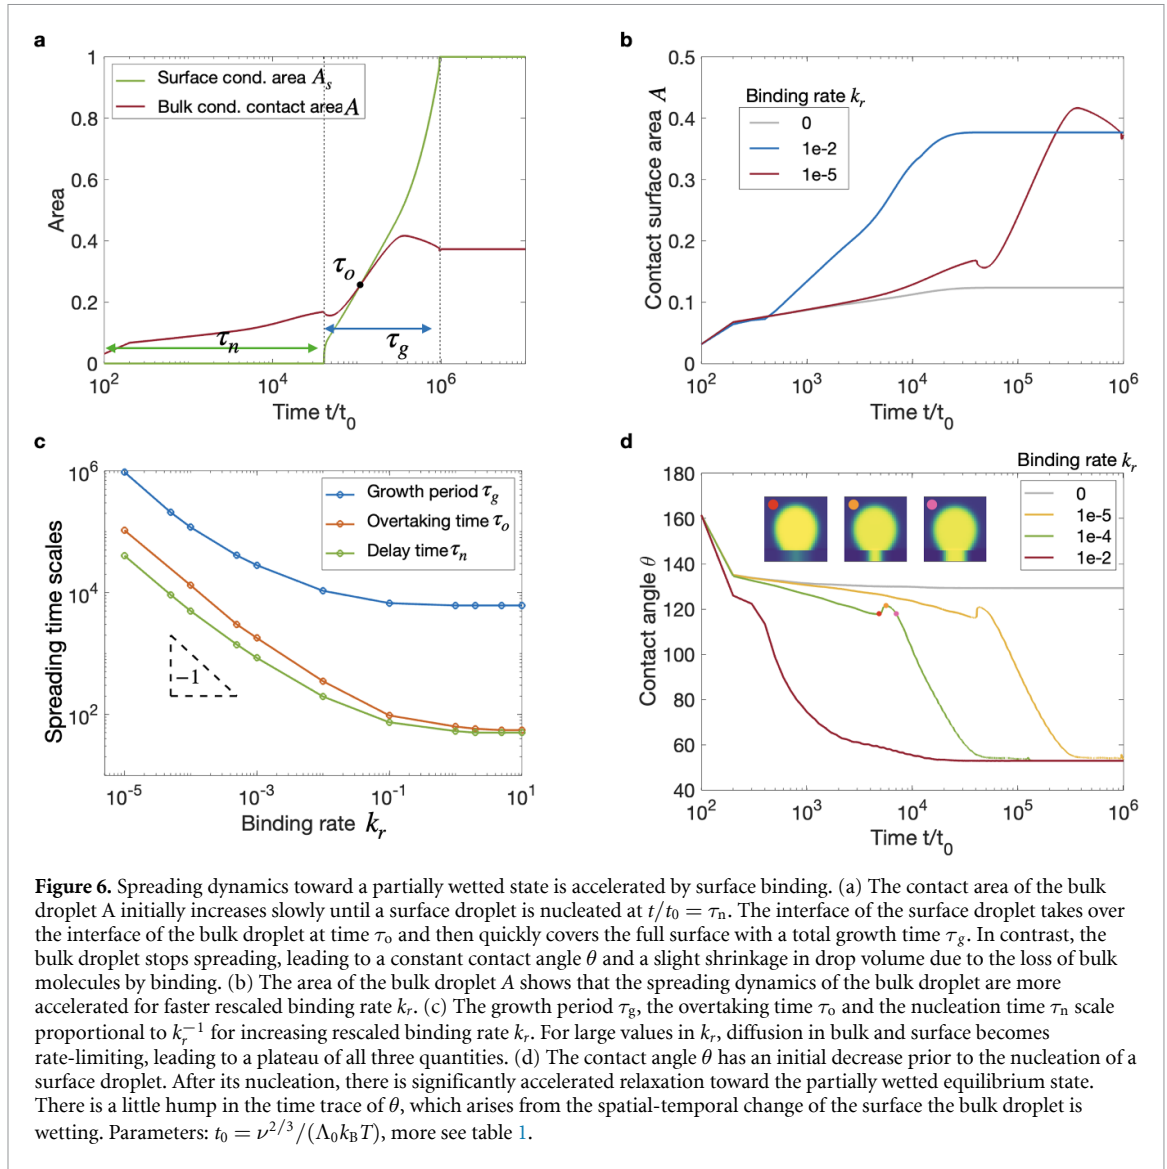 a
1
0.8
0.6
0.4
0.2
0
Area
Surface cond. area A_s
Bulk cond. contact area A
τ_o
τ_n
τ_g
10^2
10^4
10^6
Time t/t_0
b
0.5
0.4
0.3
0.2
0.1
0
Contact surface area A
Binding rate k_r
0
1e-2
1e-5
10^2
10^3
10^4
10^5
10^6
Time t/t_0
c
10^6
10^4
10^2
Spreading time scales
Growth period τ_g
Overtaking time τ_o
Delay time τ_n
−1
10^-5
10^-3
10^-1
10^1
Binding rate k_r
d
180
160
140
120
100
80
60
40
Contact angle θ
Binding rate k_r
0
1e-5
1e-4
1e-2
10^2
10^3
10^4
10^5
10^6
Time t/t_0
Figure 6. Spreading dynamics toward a partially wetted state is accelerated by surface binding. (a) The contact area of the bulk
droplet A initially increases slowly until a surface droplet is nucleated at t/t_0 = τ_n. The interface of the surface droplet takes over
the interface of the bulk droplet at time τ_o and then quickly covers the full surface with a total growth time τ_g. In contrast, the
bulk droplet stops spreading, leading to a constant contact angle θ and a slight shrinkage in drop volume due to the loss of bulk
molecules by binding. (b) The area of the bulk droplet A shows that the spreading dynamics of the bulk droplet are more
accelerated for faster rescaled binding rate k_r. (c) The growth period τ_g, the overtaking time τ_o and the nucleation time τ_n scale
proportional to k_r^−1 for increasing rescaled binding rate k_r. For large values in k_r, diffusion in bulk and surface becomes
rate-limiting, leading to a plateau of all three quantities. (d) The contact angle θ has an initial decrease prior to the nucleation of a
surface droplet. After its nucleation, there is significantly accelerated relaxation toward the partially wetted equilibrium state.
There is a little hump in the time trace of θ, which arises from the spatial-temporal change of the surface the bulk droplet is
wetting. Parameters: t_0 = ν^2/3/(Λ_0k_BT), more see table 1.